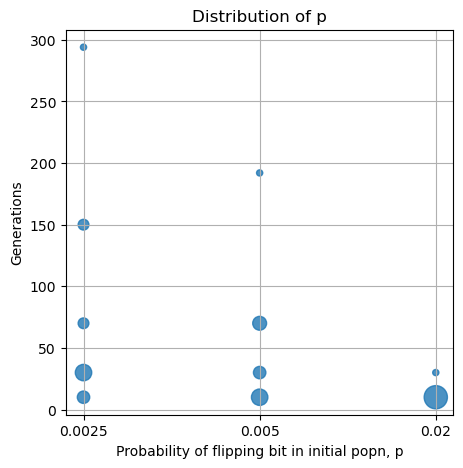 Distribution of p
300
250
200
150
100
50
0
Generations
0.0025 0.005 0.02
Probability of flipping bit in initial popn, p